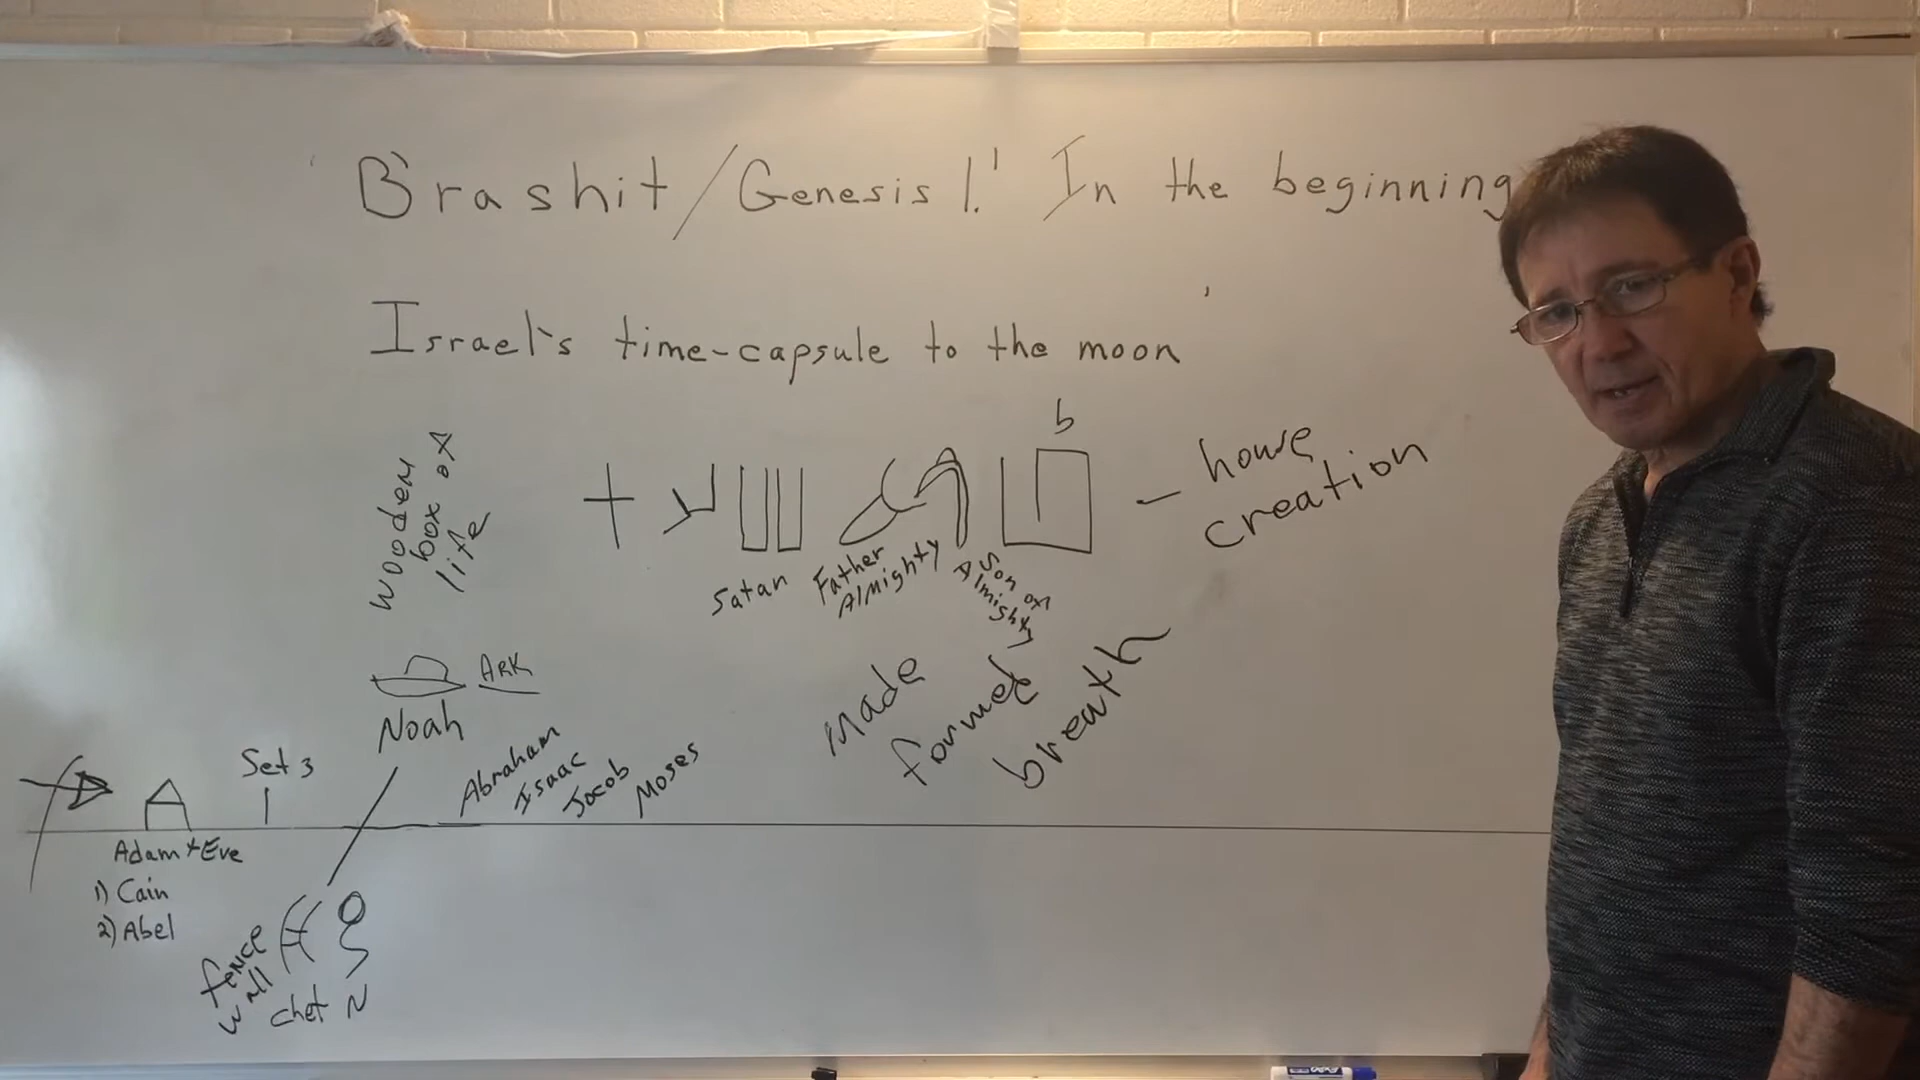 B'rashit/Genesis 1:1 In the beginning
Israel's time-capsule to the moon
b
house
creation
wooden
box of
life
Satan
Father
Almighty
Son of
Almighty
made
formed
breath
ARK
Noah
Set 3
Abraham
Isaac
Jacob
Moses
Adam + Eve
1) Cain
2) Abel
fence
wall
chet N